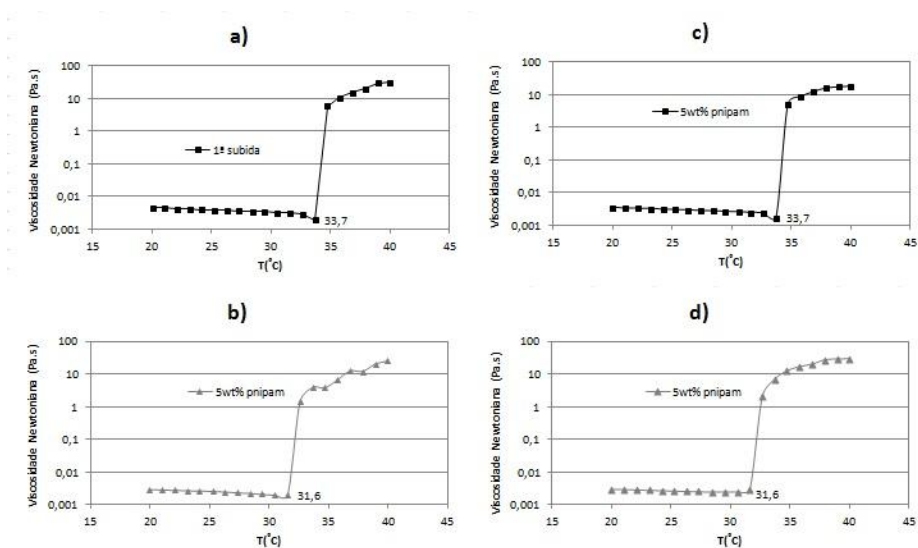 a)
Viscosidade Newtoniana (Pa.s)
100
10
1
0,1
0,01
0,001
1ª subida
33,7
15 20 25 30 35 40 45
T(°C)
c)
Viscosidade Newtoniana (Pa.s)
100
10
1
0,1
0,01
0,001
5wt% pnipam
33,7
15 20 25 30 35 40 45
T(°C)
b)
Viscosidade Newtoniana (Pa.s)
100
10
1
0,1
0,01
0,001
5wt% pnipam
31,6
15 20 25 30 35 40 45
T(°C)
d)
Viscosidade Newtoniana (Pa.s)
100
10
1
0,1
0,01
0,001
5wt% pnipam
31,6
15 20 25 30 35 40 45
T(°C)